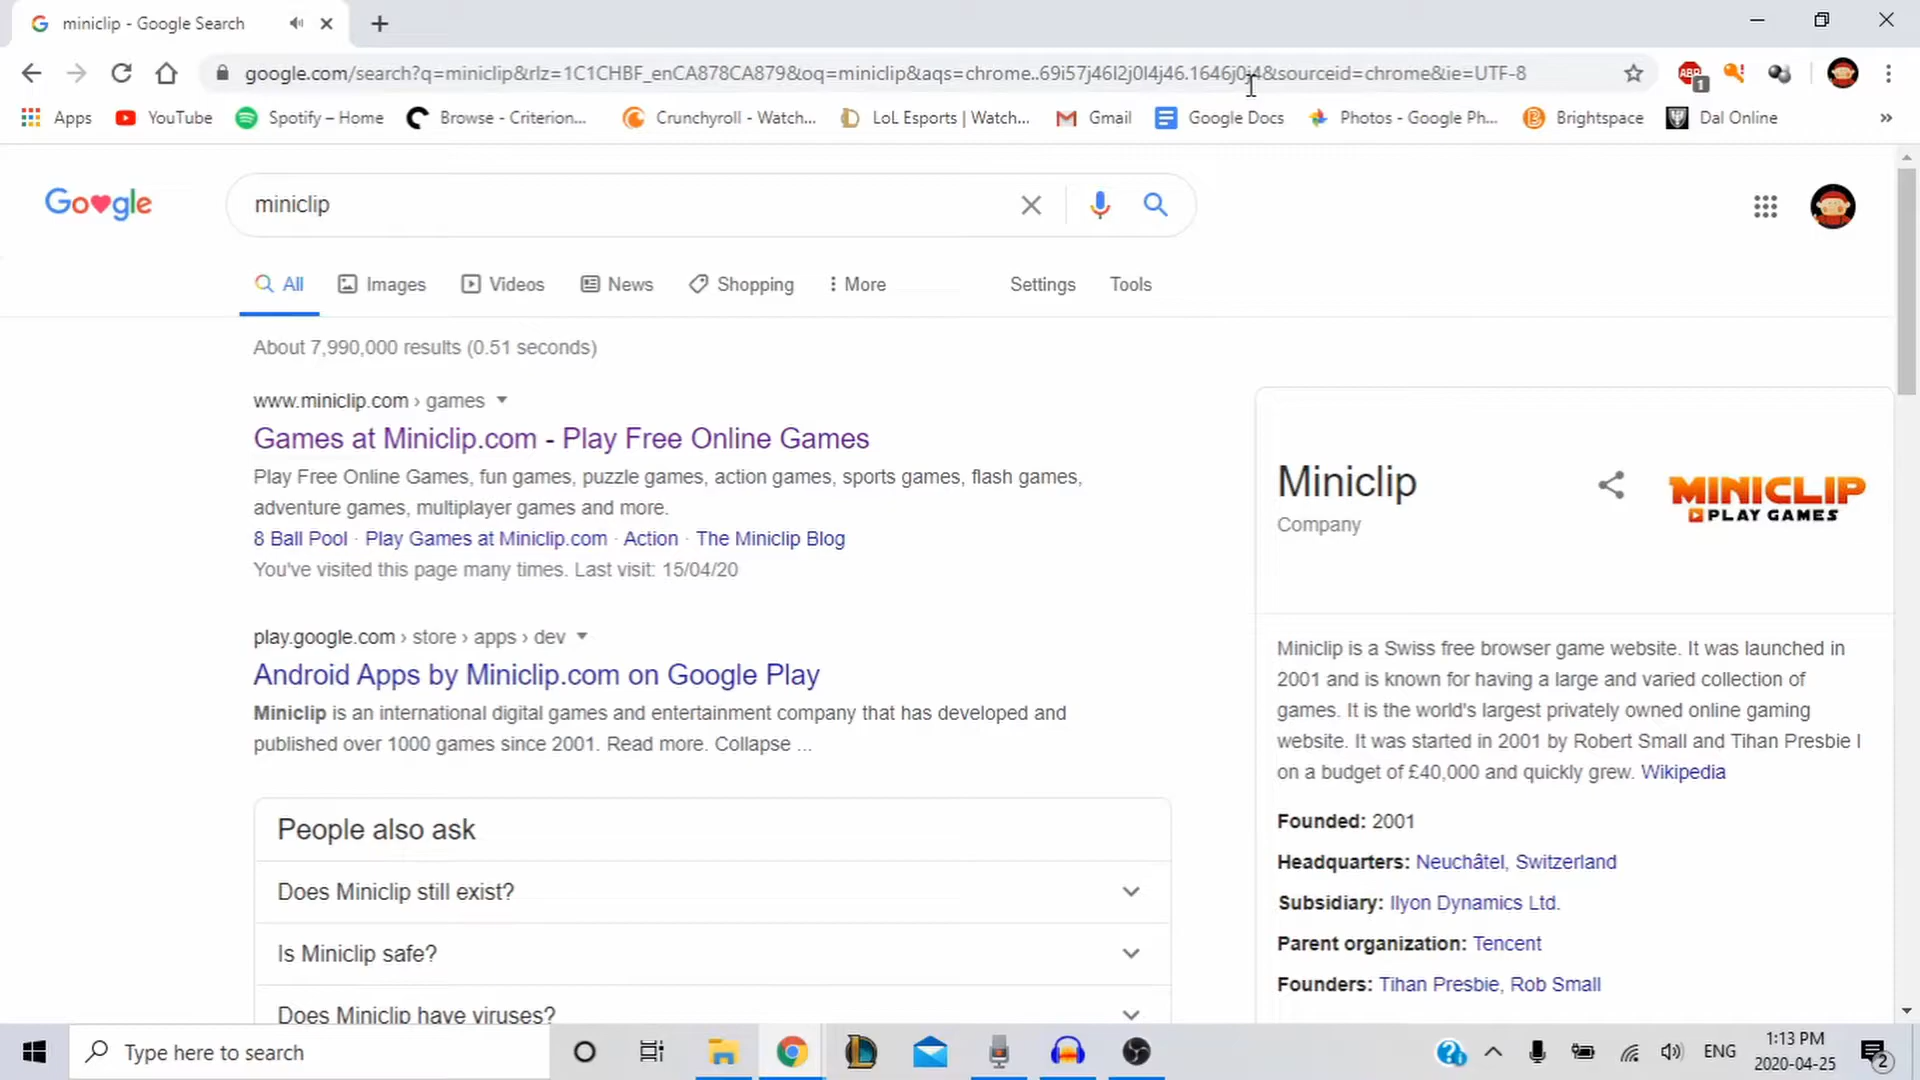 miniclip - Google Search
google.com/search?q=miniclip&rlz=1C1CHBF_enCA878CA879&oq=miniclip&aqs=chrome..69i57j46l2j0l4j46.1646j0j4&sourceid=chrome&ie=UTF-8
ABP
1
Apps
YouTube
Spotify – Home
Browse - Criterion...
Crunchyroll - Watch...
LoL Esports | Watch...
Gmail
Google Docs
Photos - Google Ph...
Brightspace
Dal Online
»
Google
miniclip
All
Images
Videos
News
Shopping
More
Settings
Tools
About 7,990,000 results (0.51 seconds)
www.miniclip.com › games
Games at Miniclip.com - Play Free Online Games
Play Free Online Games, fun games, puzzle games, action games, sports games, flash games,
adventure games, multiplayer games and more.
8 Ball Pool · Play Games at Miniclip.com · Action · The Miniclip Blog
You've visited this page many times. Last visit: 15/04/20
play.google.com › store › apps › dev
Android Apps by Miniclip.com on Google Play
Miniclip is an international digital games and entertainment company that has developed and
published over 1000 games since 2001. Read more. Collapse ...
People also ask
Does Miniclip still exist?
Is Miniclip safe?
Does Miniclip have viruses?
Miniclip
Company
MINICLIP
PLAY GAMES
Miniclip is a Swiss free browser game website. It was launched in
2001 and is known for having a large and varied collection of
games. It is the world's largest privately owned online gaming
website. It was started in 2001 by Robert Small and Tihan Presbie I
on a budget of £40,000 and quickly grew. Wikipedia
Founded: 2001
Headquarters: Neuchâtel, Switzerland
Subsidiary: Ilyon Dynamics Ltd.
Parent organization: Tencent
Founders: Tihan Presbie, Rob Small
Type here to search
ENG
1:13 PM
2020-04-25
2